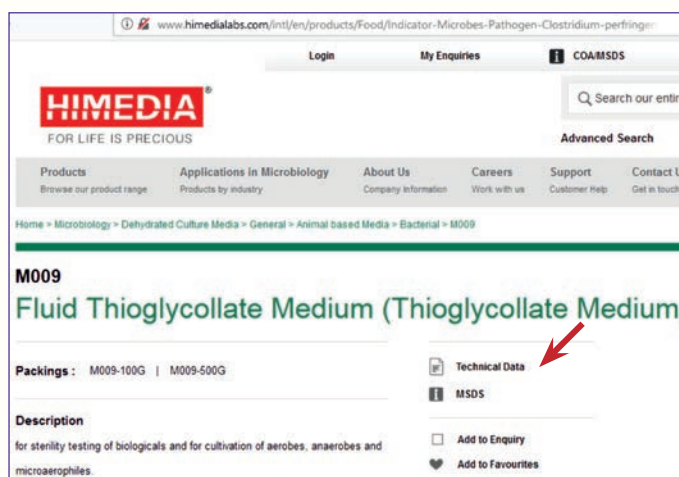 www.himedialabs.com/intl/en/products/Food/Indicator-Microbes-Pathogen-Clostridium-perfringen
Login My Enquiries COA/MSDS
HIMEDIA®
FOR LIFE IS PRECIOUS
Search our enti
Advanced Search
Products Applications in Microbiology About Us Careers Support Contact U
Browse our product range Products by industry Company Information Work with us Customer Help Get in touch
Home > Microbiology > Dehydrated Culture Media > General > Animal based Media > Bacterial > M009
M009
Fluid Thioglycollate Medium (Thioglycollate Medium
Packings : M009-100G | M009-500G
Technical Data
MSDS
Description
for sterility testing of biologicals and for cultivation of aerobes, anaerobes and
microaerophiles.
Add to Enquiry
Add to Favourites